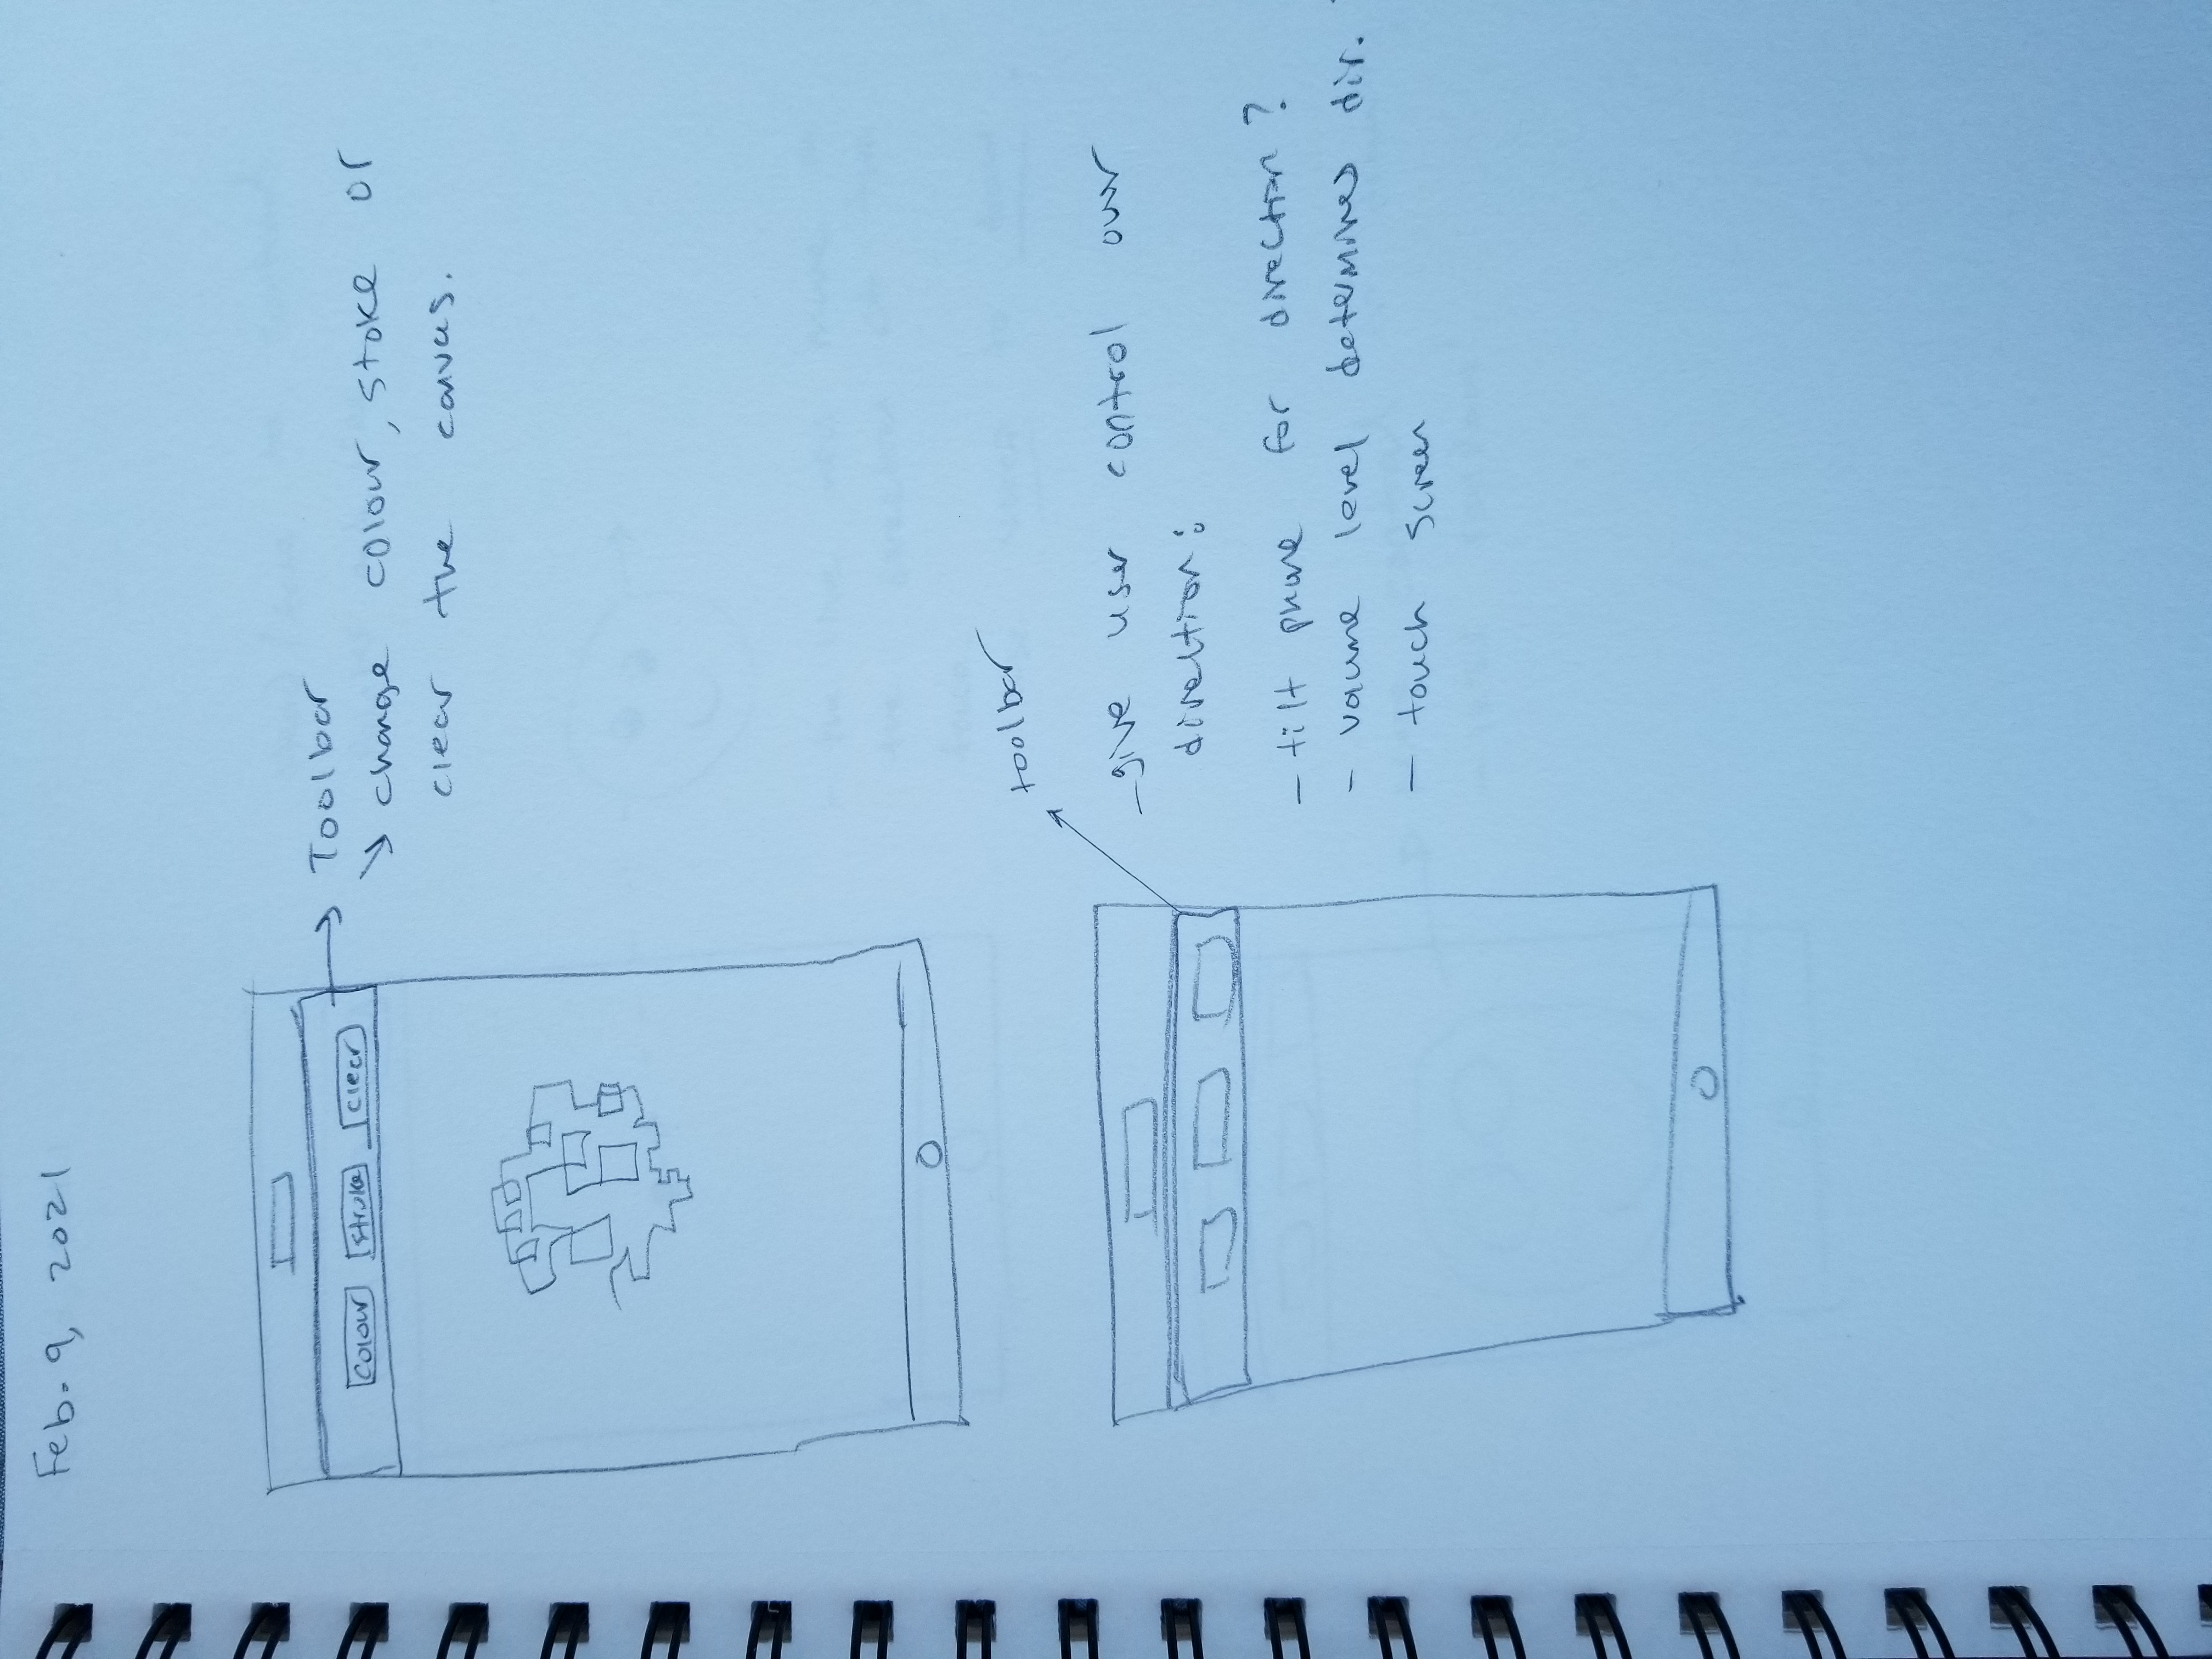 Feb. 9, 2021
colour stroke clear
Toolbar
change colour, stoke or
clear the canvas.
toolbar
- give user control over
direction:
- tilt phone for direction?
- volume level determines dir.
- touch screen